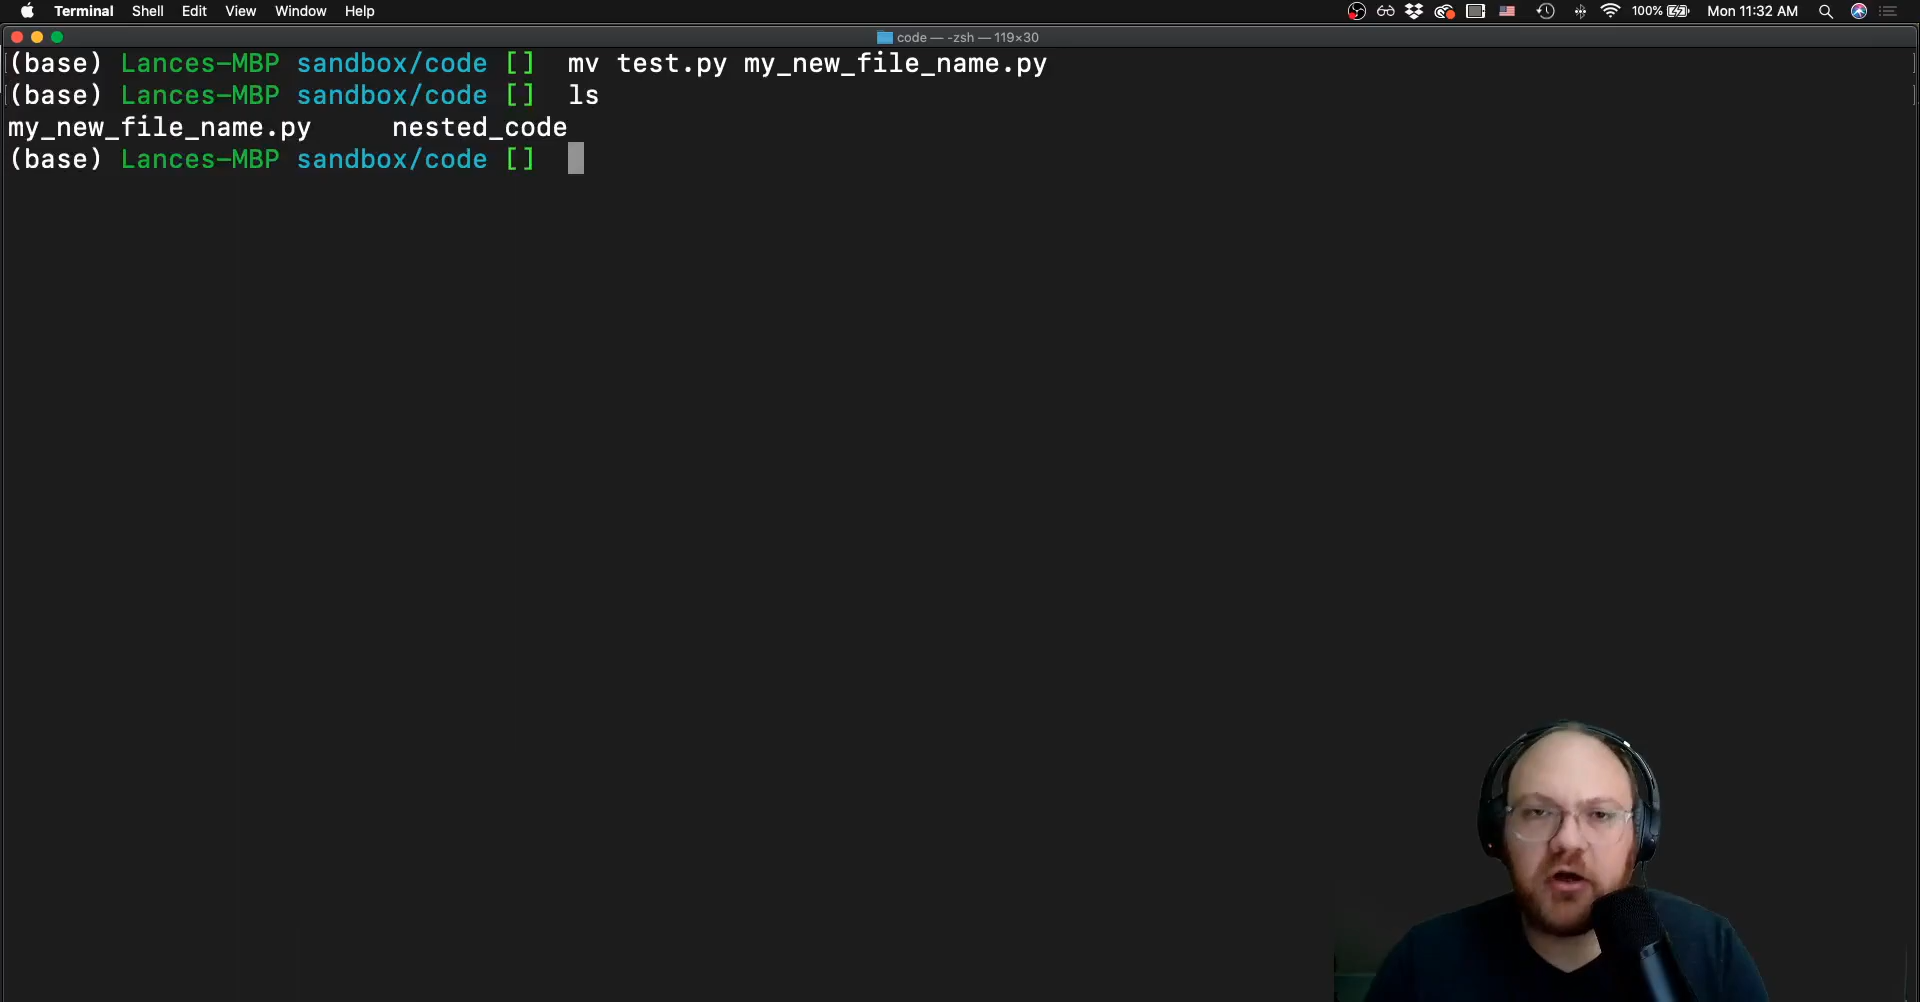 Terminal Shell Edit View Window Help 100% Mon 11:32 AM
code — -zsh — 119×30
(base) Lances-MBP sandbox/code [] mv test.py my_new_file_name.py
(base) Lances-MBP sandbox/code [] ls
my_new_file_name.py nested_code
(base) Lances-MBP sandbox/code []